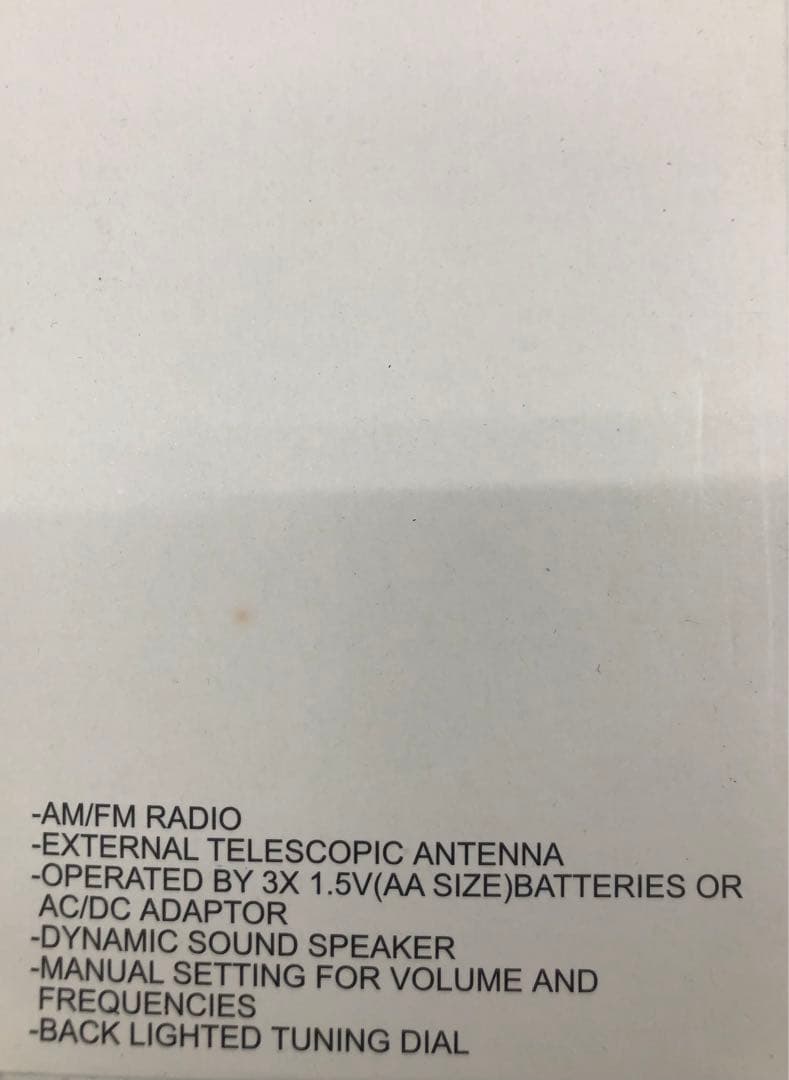 -AM/FM RADIO
-EXTERNAL TELESCOPIC ANTENNA
-OPERATED BY 3X 1.5V(AA SIZE)BATTERIES OR
AC/DC ADAPTOR
-DYNAMIC SOUND SPEAKER
-MANUAL SETTING FOR VOLUME AND
FREQUENCIES
-BACK LIGHTED TUNING DIAL